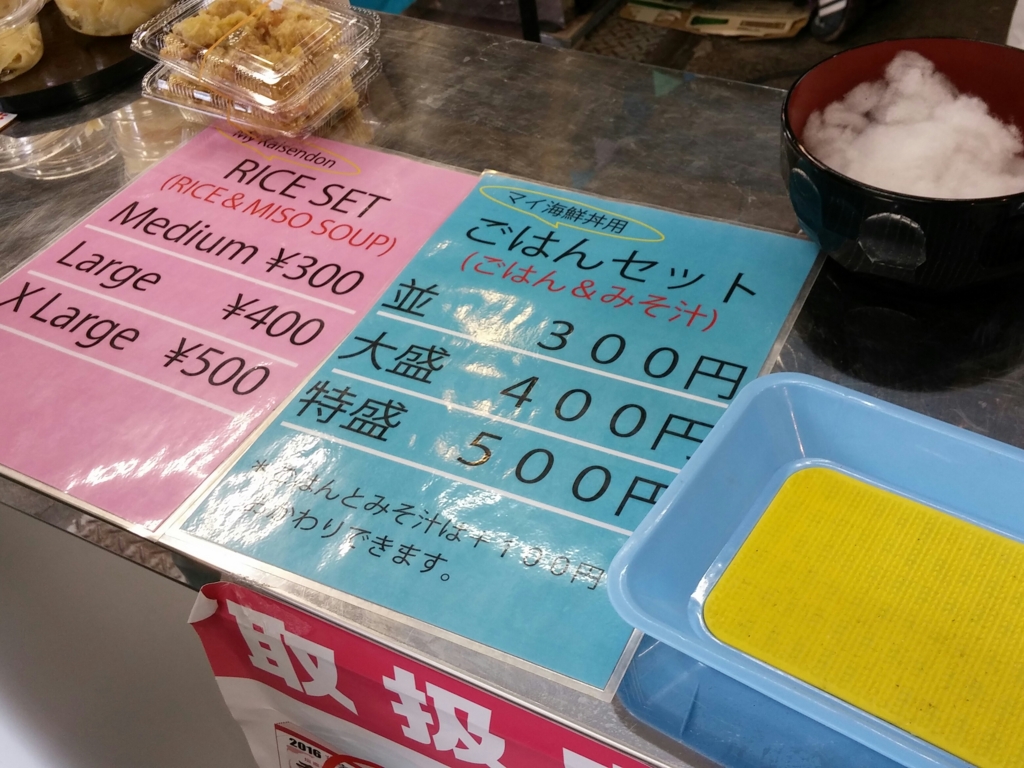 My Kaisendon
RICE SET
(RICE & MISO SOUP)
Medium ¥300
Large ¥400
X Large ¥500
マイ海鮮丼用
ごはんセット
(ごはん&みそ汁)
並 300円
大盛 400円
特盛 500円
*ごはんとみそ汁は¥100円
おかわりできます。
取扱
2016